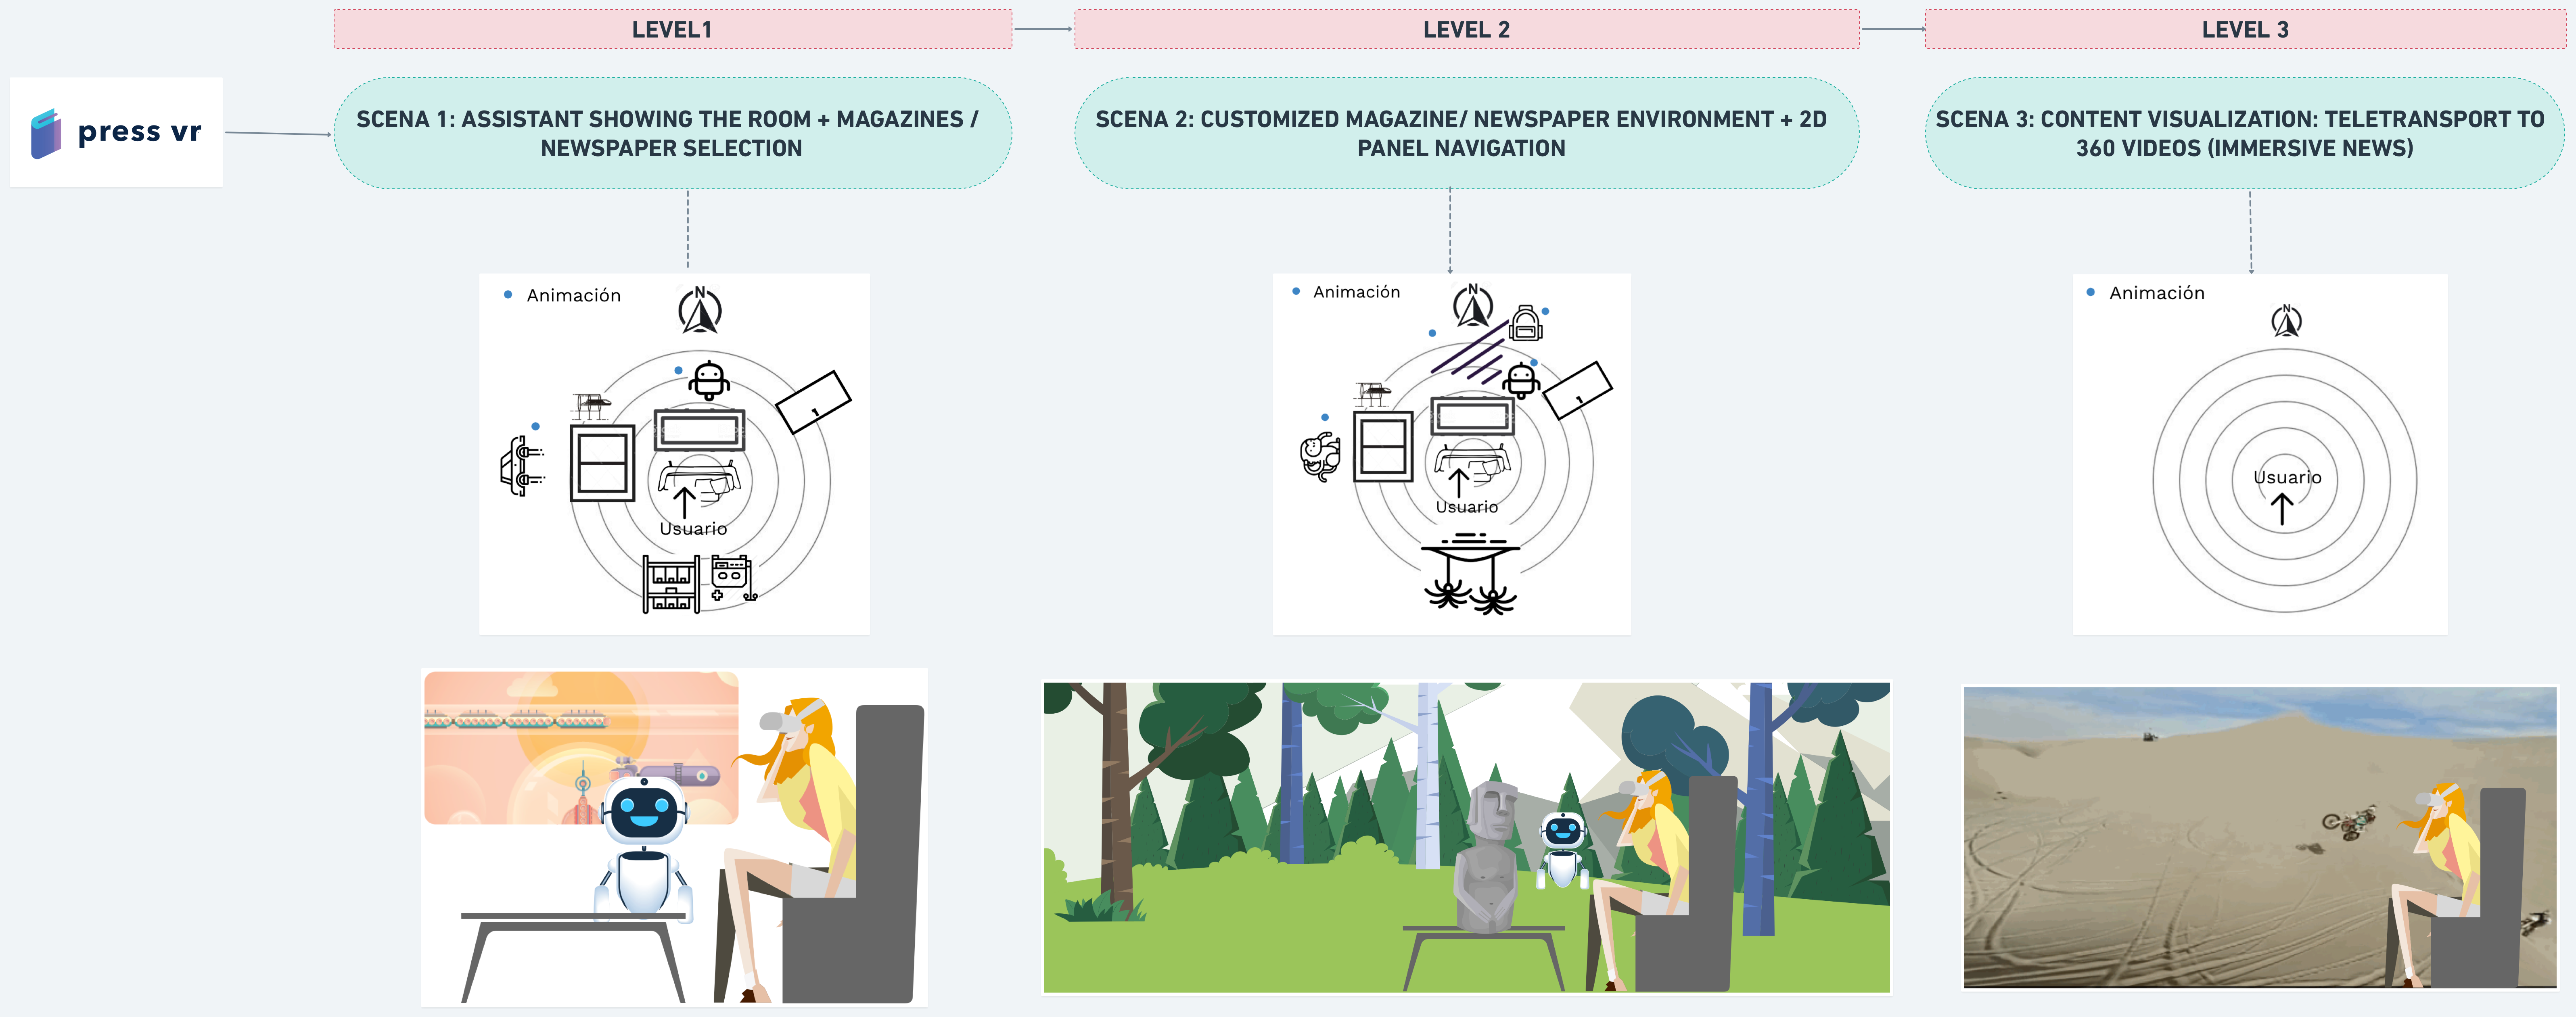 LEVEL1
LEVEL 2
LEVEL 3
press vr
SCENA 1: ASSISTANT SHOWING THE ROOM + MAGAZINES /
NEWSPAPER SELECTION
SCENA 2: CUSTOMIZED MAGAZINE/ NEWSPAPER ENVIRONMENT + 2D
PANEL NAVIGATION
SCENA 3: CONTENT VISUALIZATION: TELETRANSPORT TO
360 VIDEOS (IMMERSIVE NEWS)
Animación
N
Usuario
Animación
N
Usuario
Animación
N
Usuario